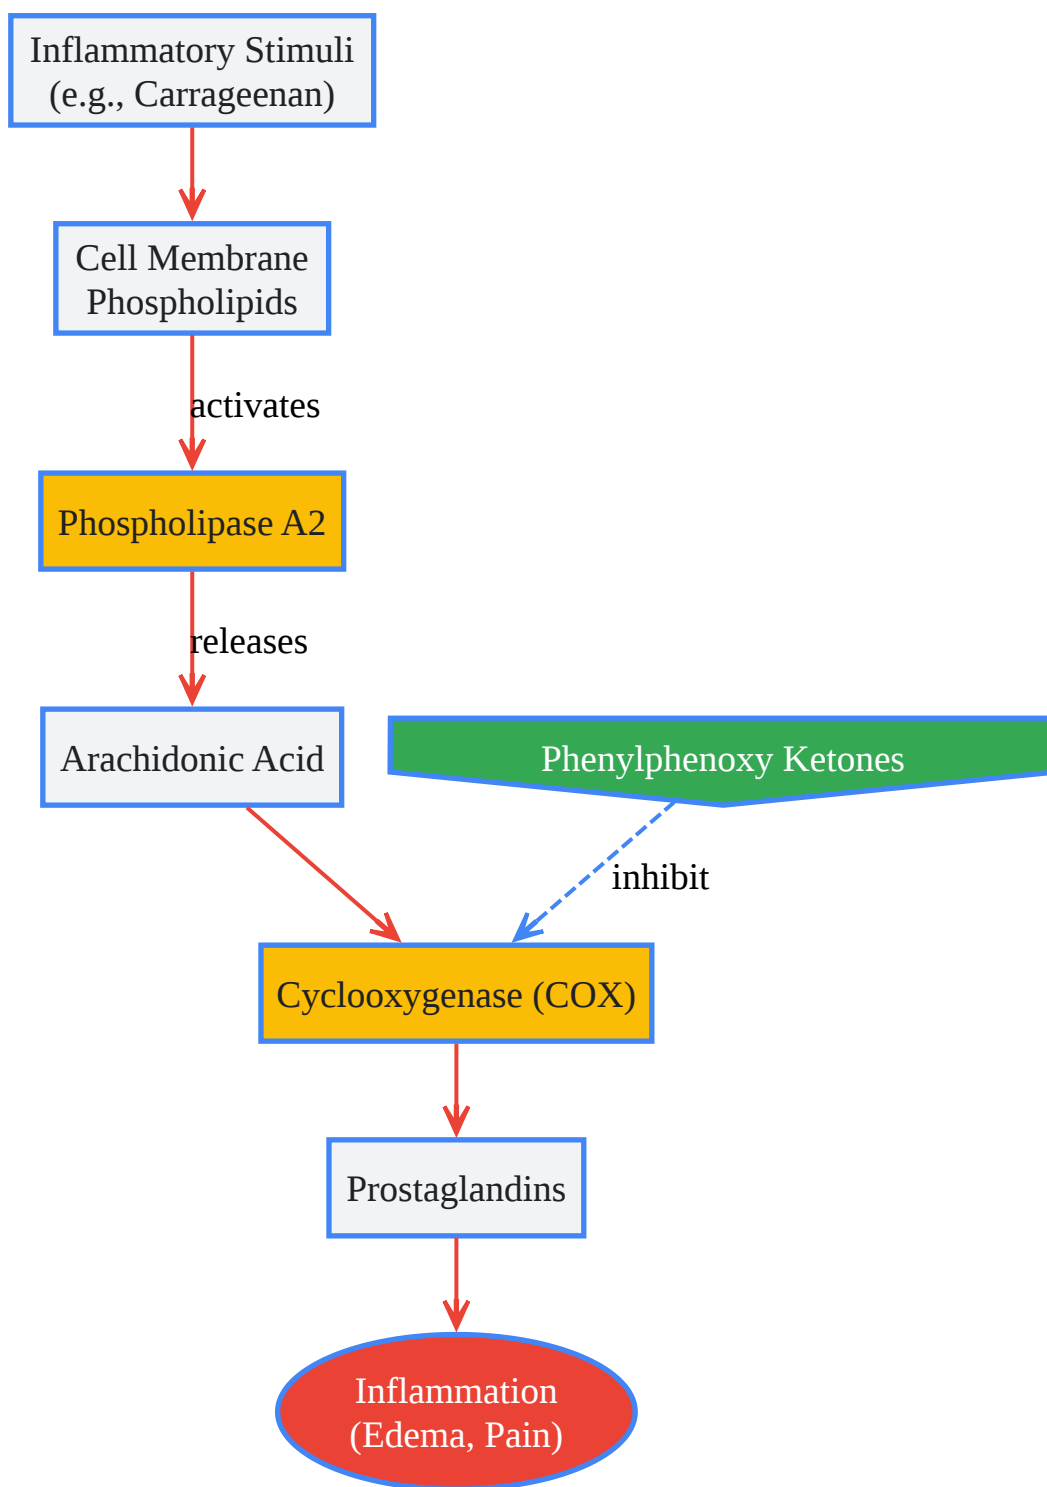 Inflammatory Stimuli
(e.g., Carrageenan)
Cell Membrane
Phospholipids
activates
Phospholipase A2
releases
Arachidonic Acid
Phenylphenoxy Ketones
inhibit
Cyclooxygenase (COX)
Prostaglandins
Inflammation
(Edema, Pain)